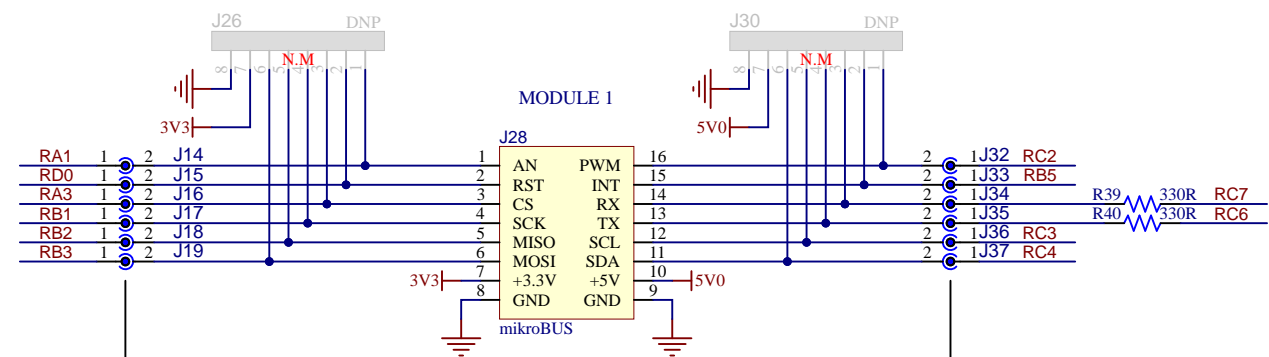 J26 DNP J30 DNP
N.M N.M
8 7 6 5 4 3 2 1 8 7 6 5 4 3 2 1
MODULE 1
3V3 5V0
J28
RA1 1 2 J14 1 AN PWM 16 2 1 J32 RC2
RD0 1 2 J15 2 RST INT 15 2 1 J33 RB5
RA3 1 2 J16 3 CS RX 14 2 1 J34 R39 330R RC7
RB1 1 2 J17 4 SCK TX 13 2 1 J35 R40 330R RC6
RB2 1 2 J18 5 MISO SCL 12 2 1 J36 RC3
RB3 1 2 J19 6 MOSI SDA 11 2 1 J37 RC4
3V3 7 +3.3V +5V 10 5V0
8 GND GND 9
mikroBUS